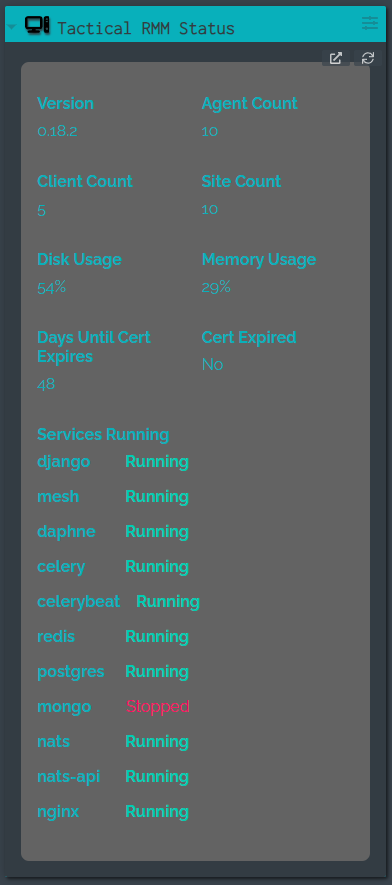 Tactical RMM Status
Version Agent Count
0.18.2 10
Client Count Site Count
5 10
Disk Usage Memory Usage
54% 29%
Days Until Cert Expires Cert Expired
48 No
Services Running
django Running
mesh Running
daphne Running
celery Running
celerybeat Running
redis Running
postgres Running
mongo Stopped
nats Running
nats-api Running
nginx Running